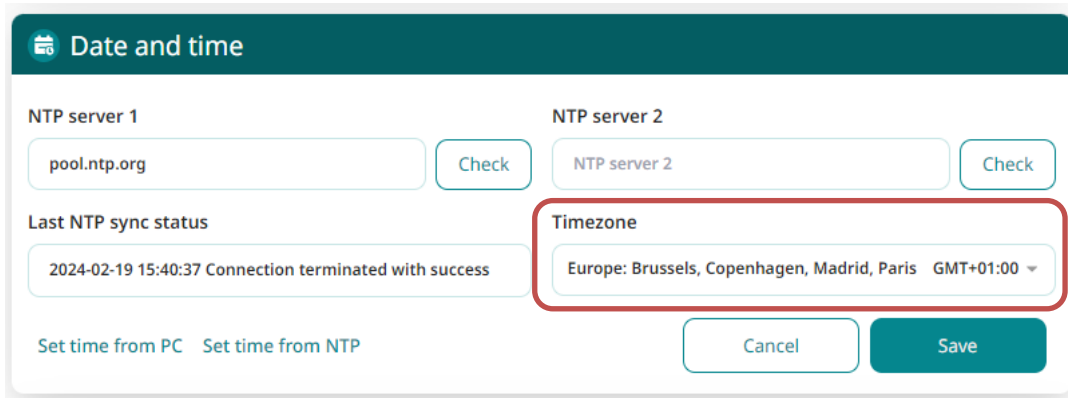 Date and time
NTP server 1
NTP server 2
pool.ntp.org
Check
NTP server 2
Check
Last NTP sync status
Timezone
2024-02-19 15:40:37 Connection terminated with success
Europe: Brussels, Copenhagen, Madrid, Paris GMT+01:00
Set time from PC
Set time from NTP
Cancel
Save